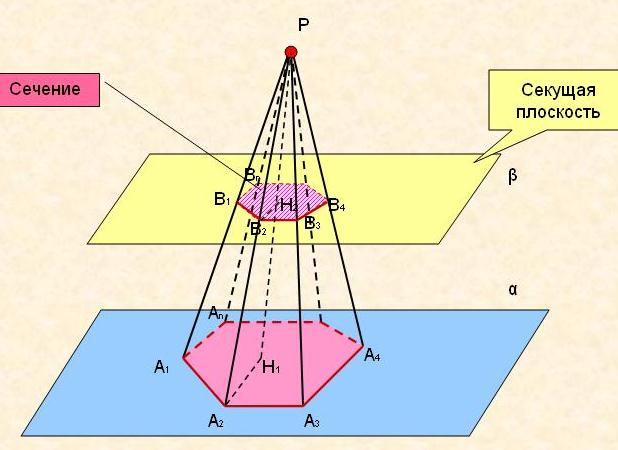 P
Сечение
Секущая
плоскость
Bₙ
β
B₁
H₂
B₄
B₂
B₃
α
Aₙ
A₁
H₁
A₄
A₂
A₃